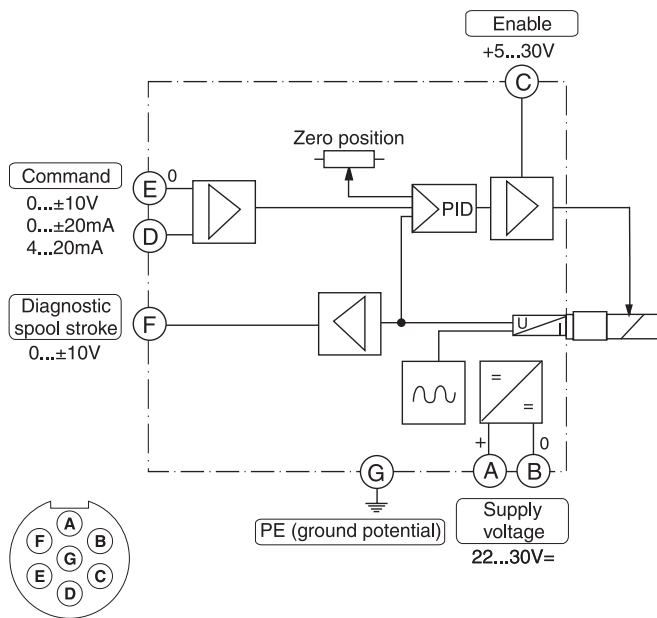 Enable
+5...30V
C
Zero position
Command
0...±10V
0...±20mA
4...20mA
E
0
D
PID
Diagnostic
spool stroke
0...±10V
F
U
I
=
=
+
0
A
B
G
PE (ground potential)
Supply
voltage
22...30V=
A
F
B
G
E
C
D